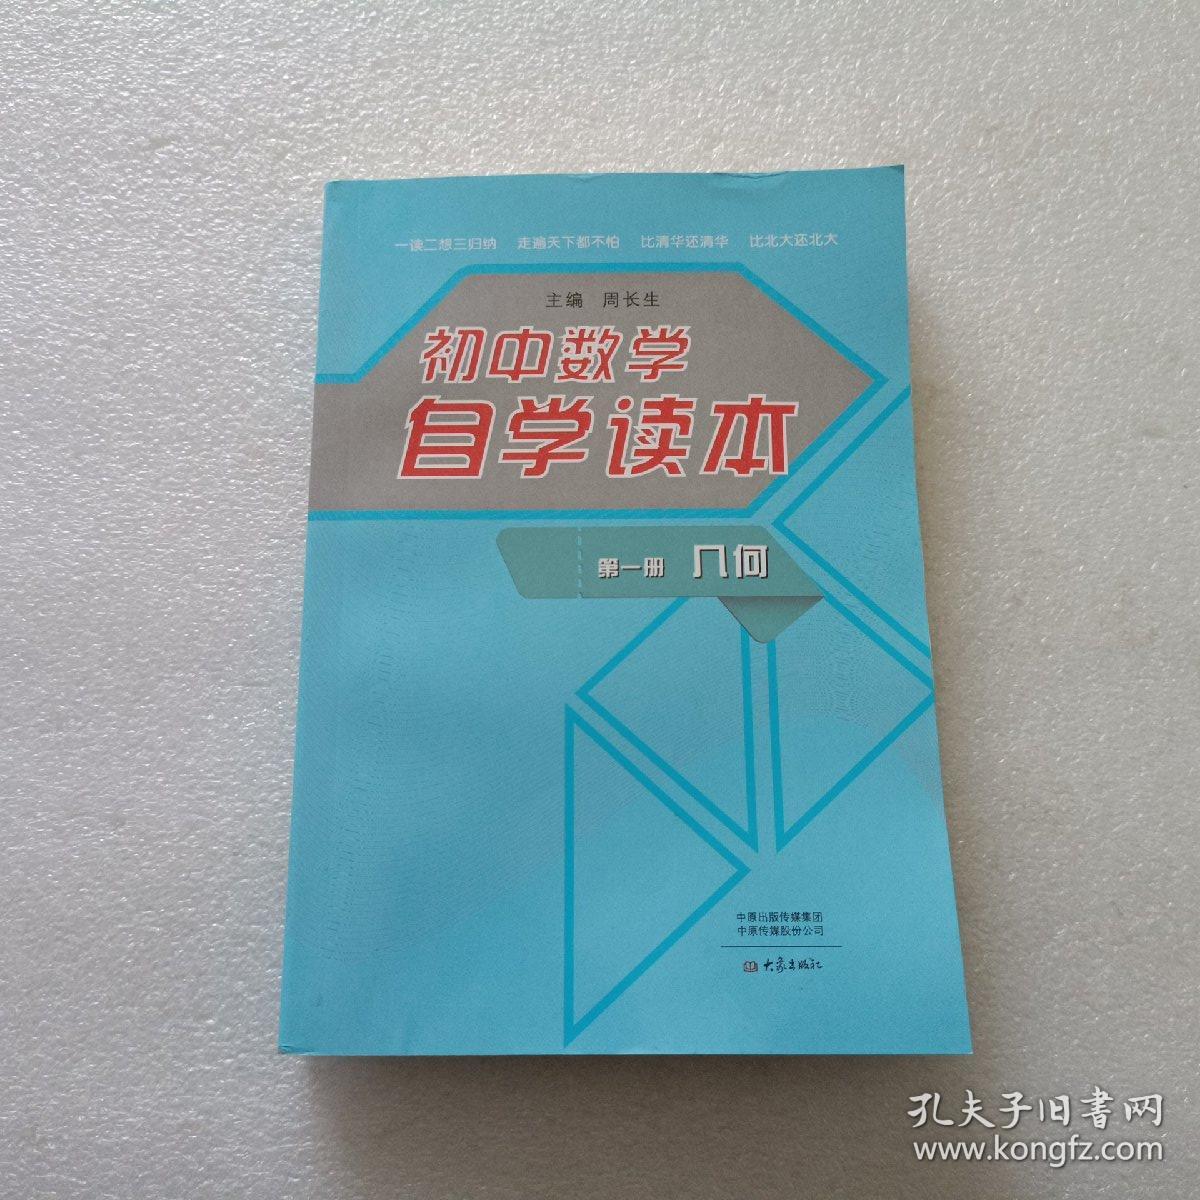 一读二想三归纳 走遍天下都不怕 比清华还清华 比北大还北大
主编 周长生
初中数学
自学读本
第一册 几何
中原出版传媒集团
中原传媒股份公司
大象出版社
孔夫子旧书网
www.kongfz.com